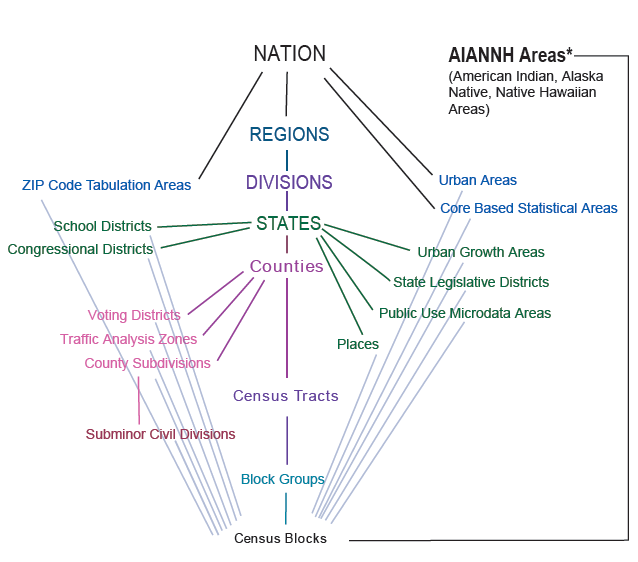 NATION
AIANNH Areas*
(American Indian, Alaska
Native, Native Hawaiian
Areas)
REGIONS
DIVISIONS
ZIP Code Tabulation Areas
Urban Areas
Core Based Statistical Areas
STATES
School Districts
Congressional Districts
Urban Growth Areas
Counties
State Legislative Districts
Voting Districts
Public Use Microdata Areas
Traffic Analysis Zones
Places
County Subdivisions
Census Tracts
Subminor Civil Divisions
Block Groups
Census Blocks